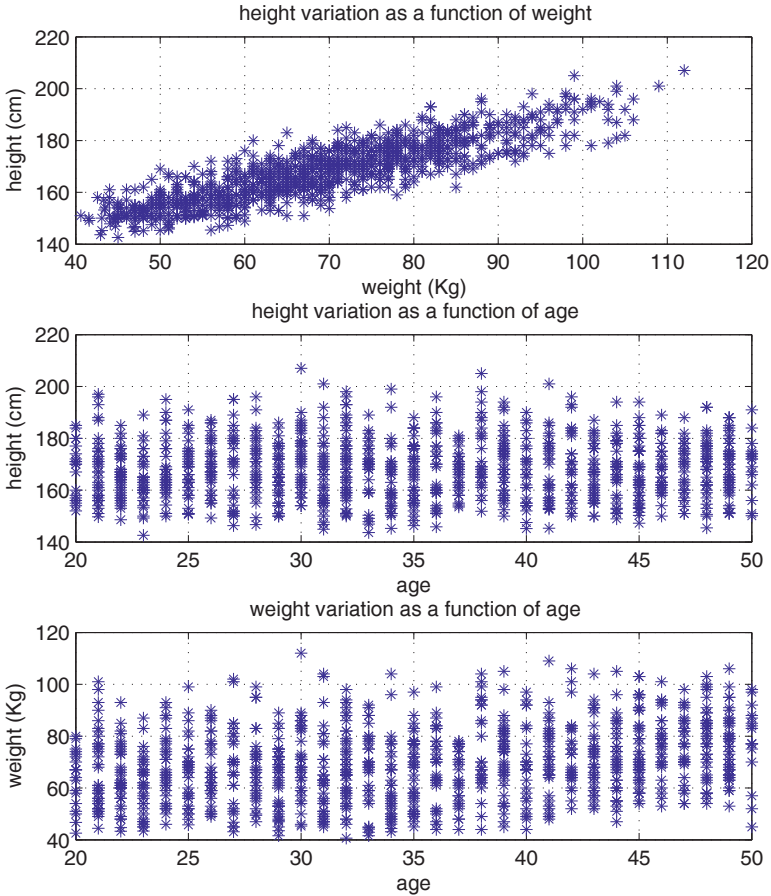 height variation as a function of weight
220
200
180
160
140
height (cm)
40 50 60 70 80 90 100 110 120
weight (Kg)
height variation as a function of age
220
200
180
160
140
height (cm)
20 25 30 35 40 45 50
age
weight variation as a function of age
120
100
80
60
40
weight (Kg)
20 25 30 35 40 45 50
age